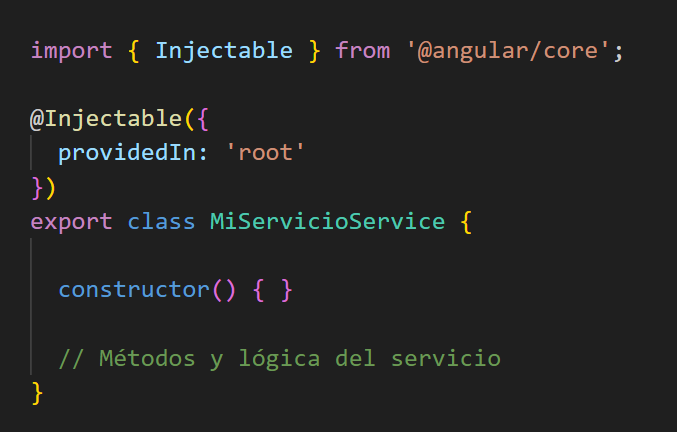 import { Injectable } from '@angular/core';
@Injectable({
providedIn: 'root'
})
export class MiServicioService {
constructor() { }
// Métodos y lógica del servicio
}